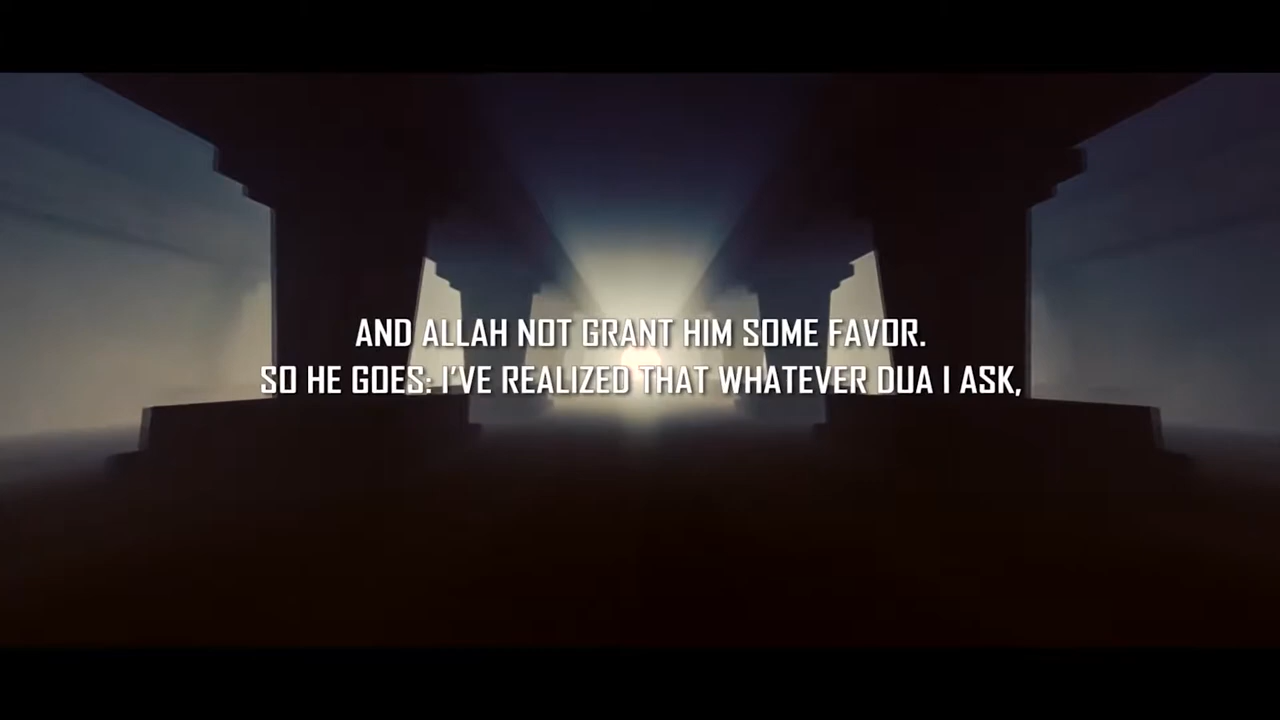 AND ALLAH NOT GRANT HIM SOME FAVOR.
SO HE GOES: I'VE REALIZED THAT WHATEVER DUA I ASK,